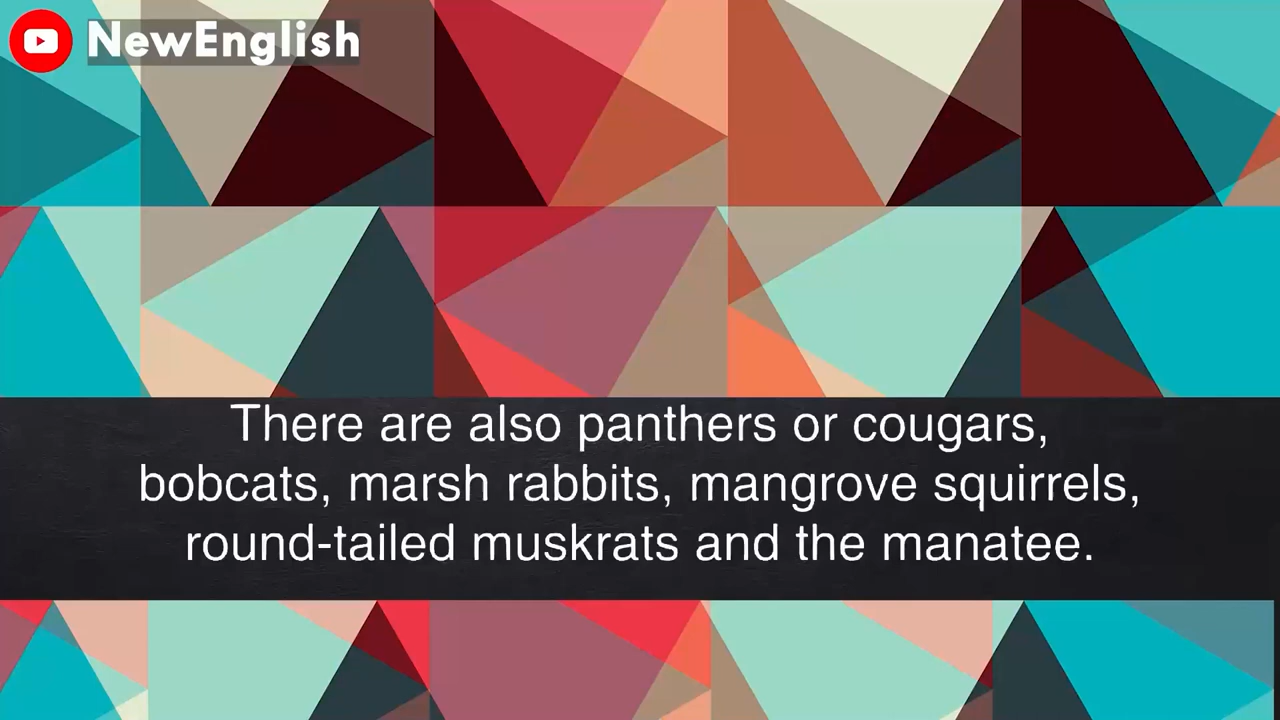 NewEnglish
There are also panthers or cougars,
bobcats, marsh rabbits, mangrove squirrels,
round-tailed muskrats and the manatee.